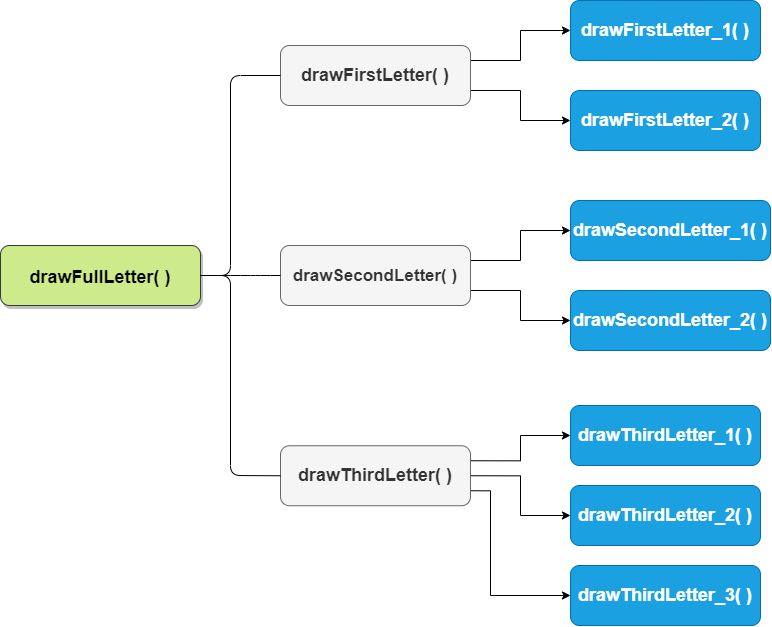 drawFullLetter( )
drawFirstLetter( )
drawFirstLetter_1( )
drawFirstLetter_2( )
drawSecondLetter( )
drawSecondLetter_1( )
drawSecondLetter_2( )
drawThirdLetter( )
drawThirdLetter_1( )
drawThirdLetter_2( )
drawThirdLetter_3( )